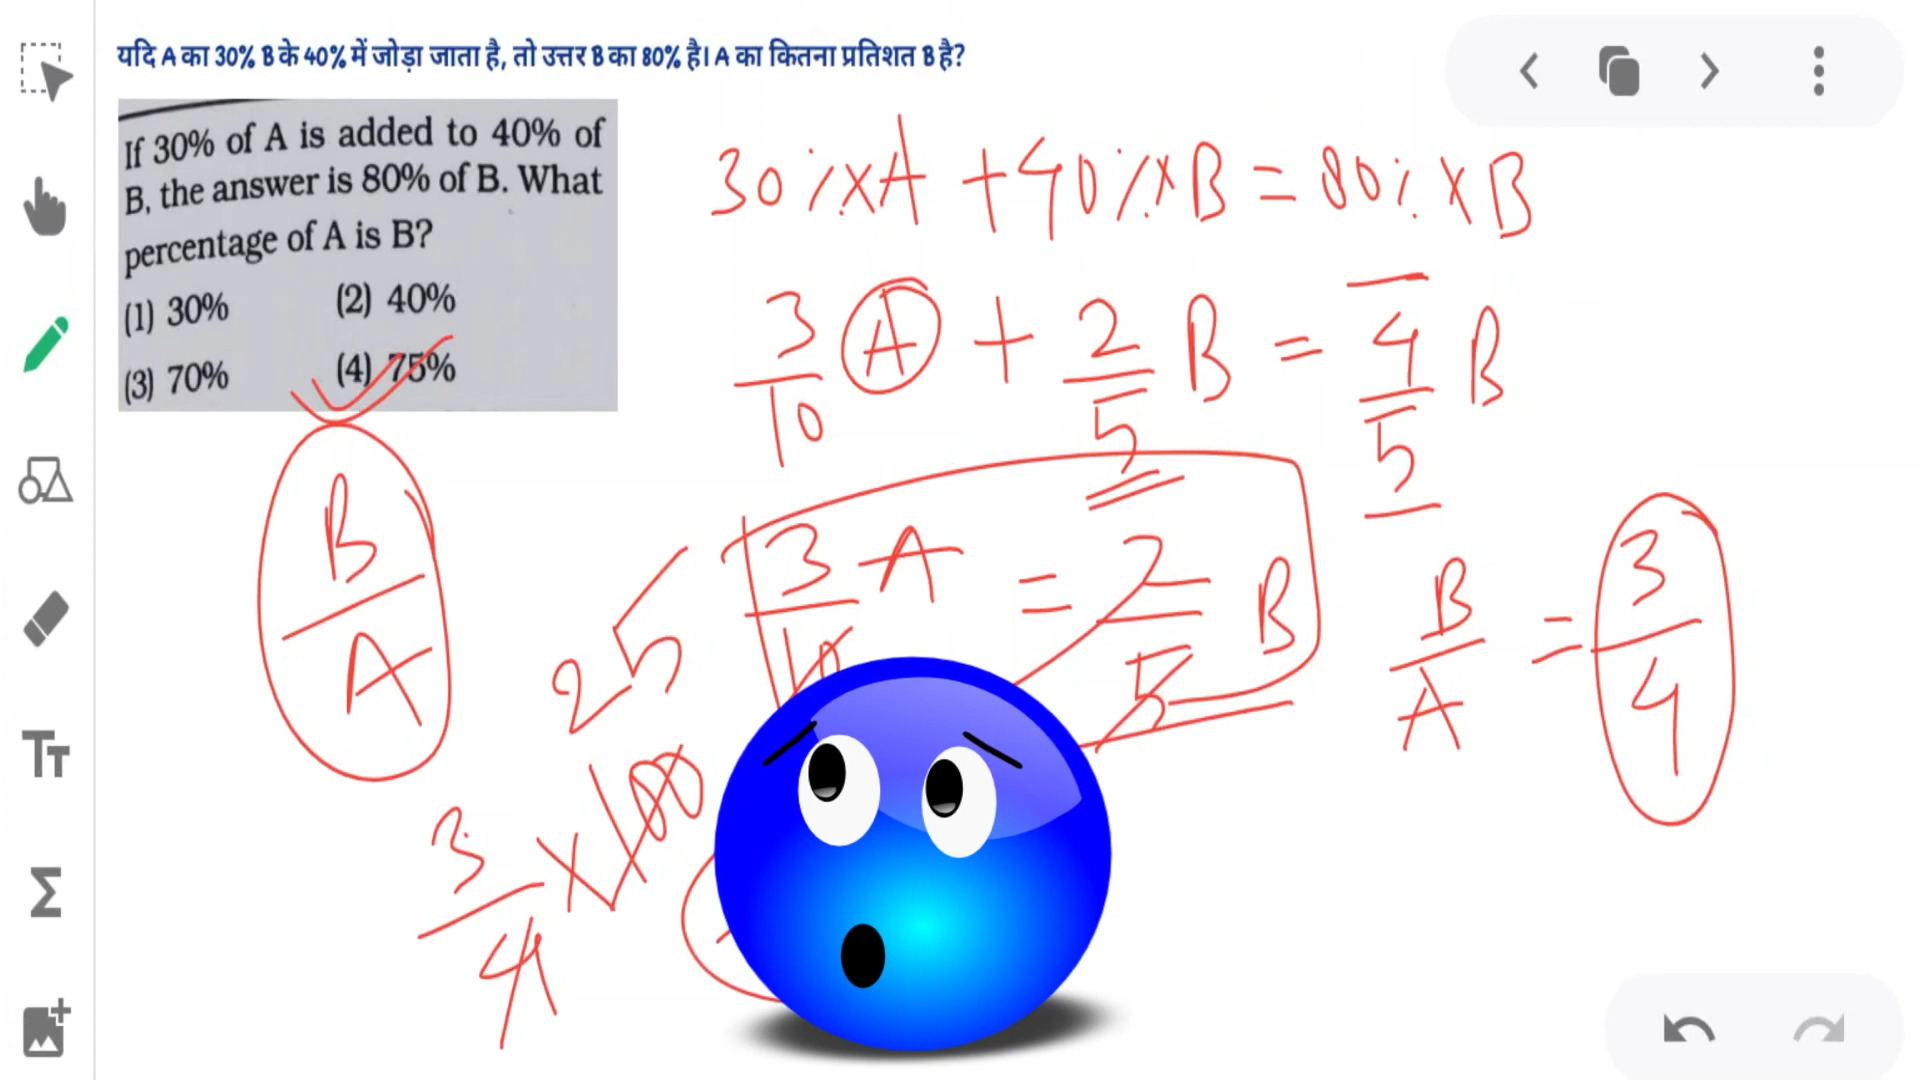 यदि A का 30% B के 40% में जोड़ा जाता है, तो उत्तर B का 80% है। A का कितना प्रतिशत B है?
If 30% of A is added to 40% of
B, the answer is 80% of B. What
percentage of A is B?
(1) 30% (2) 40%
(3) 70% (4) 75%
30% × A + 40% × B = 80% × B
3/10 A + 2/5 B = 4/5 B
3/10 A = 2/5 B
B/A = 3/4
B/A
25
3/4 × 100
Tт
Σ